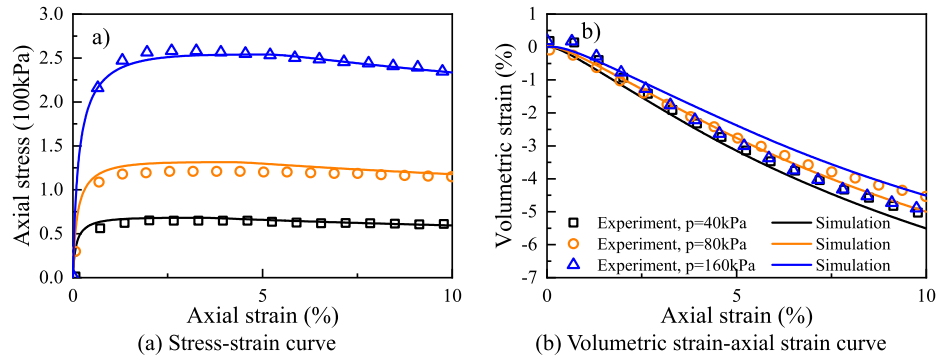 a)
3.0
2.5
2.0
1.5
1.0
0.5
0.0
Axial stress (100kPa)
0
5
10
Axial strain (%)
(a) Stress-strain curve
b)
1
0
-1
-2
-3
-4
-5
-6
-7
Volumetric strain (%)
Experiment, p=40kPa
Simulation
Experiment, p=80kPa
Simulation
Experiment, p=160kPa
Simulation
0
5
10
Axial strain (%)
(b) Volumetric strain-axial strain curve